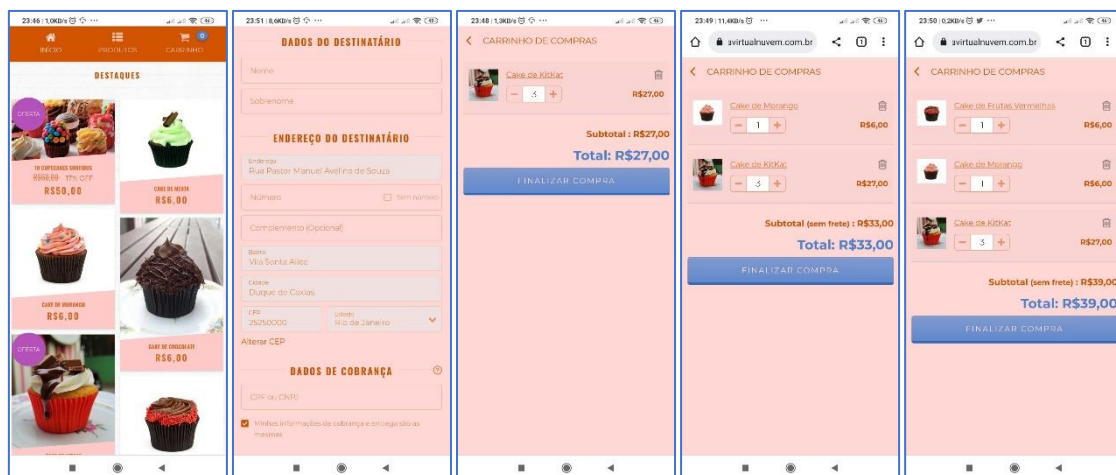 23:46 | 1,0KB/s
INÍCIO
PRODUTOS
CARRINHO
0
DESTAQUES
OFERTA
10 CUPCAKES SORTIDOS
R$60,00 17% OFF
R$50,00
CAKE DE MENTA
R$6,00
CAKE DE MORANGO
R$6,00
CAKE DE CHOCOLATE
R$6,00
OFERTA
23:51 | 8,6KB/s
DADOS DO DESTINATÁRIO
Nome
Sobrenome
ENDEREÇO DO DESTINATÁRIO
Endereço
Rua Pastor Manuel Avelino de Souza
Número
Sem número
Complemento (Opcional)
Bairro
Vila Santa Alice
Cidade
Duque de Caxias
CEP
25250000
Estado
Rio de Janeiro
Alterar CEP
DADOS DE COBRANÇA
CPF ou CNPJ
Minhas informações de cobrança e entrega são as mesmas
23:48 | 1,3KB/s
CARRINHO DE COMPRAS
Cake de KitKat
− 3 +
R$27,00
Subtotal : R$27,00
Total: R$27,00
FINALIZAR COMPRA
23:49 | 11,4KB/s
avirtualnuvem.com.br
1
CARRINHO DE COMPRAS
Cake de Morango
− 1 +
R$6,00
Cake de KitKat
− 3 +
R$27,00
Subtotal (sem frete) : R$33,00
Total: R$33,00
FINALIZAR COMPRA
23:50 | 0,2KB/s
avirtualnuvem.com.br
1
CARRINHO DE COMPRAS
Cake de Frutas Vermelhas
− 1 +
R$6,00
Cake de Morango
− 1 +
R$6,00
Cake de KitKat
− 3 +
R$27,00
Subtotal (sem frete) : R$39,00
Total: R$39,00
FINALIZAR COMPRA